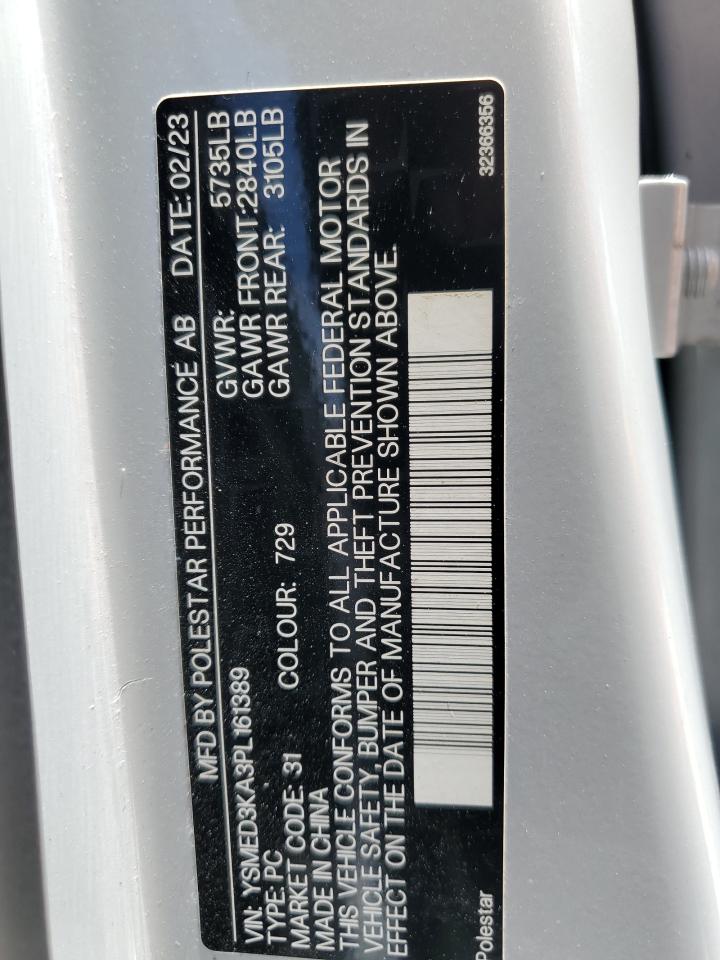 MFD BY POLESTAR PERFORMANCE AB DATE: 02/23
VIN: YSMED3KA3PL161389 GVWR: 5735LB
TYPE: PC GAWR FRONT: 2840LB
MARKET CODE: 31 COLOUR: 729 GAWR REAR: 3105LB
MADE IN CHINA
THIS VEHICLE CONFORMS TO ALL APPLICABLE FEDERAL MOTOR
VEHICLE SAFETY, BUMPER AND THEFT PREVENTION STANDARDS IN
EFFECT ON THE DATE OF MANUFACTURE SHOWN ABOVE.
Polestar 32366356